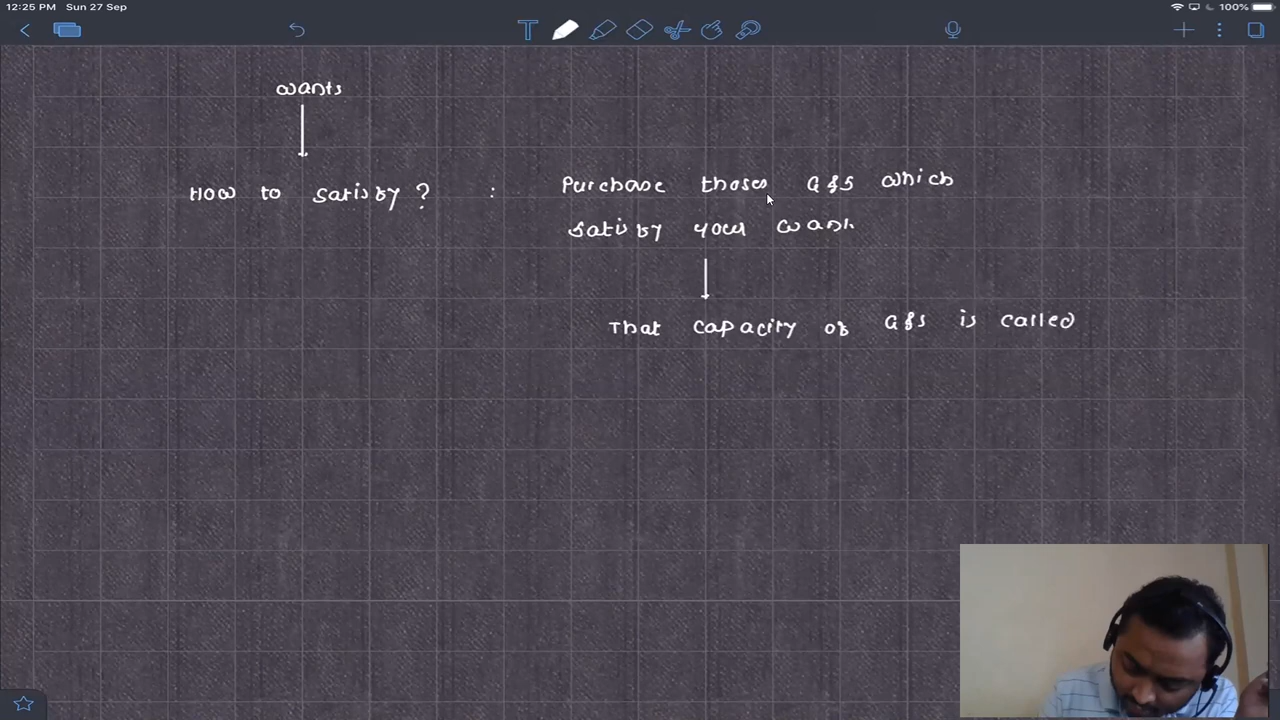 12:25 PM Sun 27 Sep
100%
T
wants
How to satisfy? : Purchase thoses G&S which
satisfy your want
That capacity of G&S is called